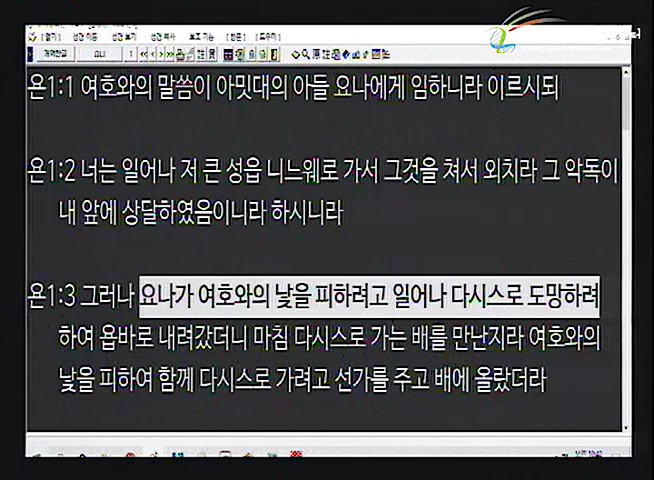 개역한글 요나 1
욘1:1 여호와의 말씀이 아밋대의 아들 요나에게 임하니라 이르시되
욘1:2 너는 일어나 저 큰 성읍 니느웨로 가서 그것을 쳐서 외치라 그 악독이
내 앞에 상달하였음이니라 하시니라
욘1:3 그러나 요나가 여호와의 낯을 피하려고 일어나 다시스로 도망하려
하여 욥바로 내려갔더니 마침 다시스로 가는 배를 만난지라 여호와의
낯을 피하여 함께 다시스로 가려고 선가를 주고 배에 올랐더라